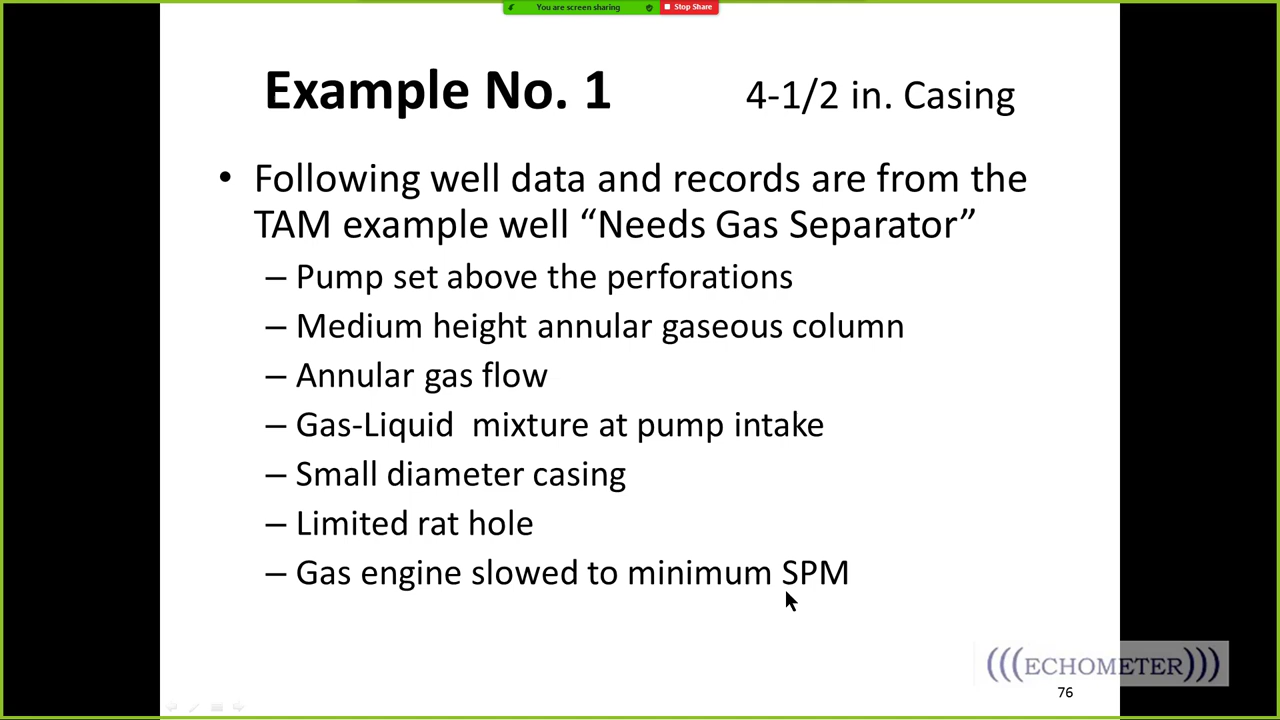 You are screen sharing Stop Share
Example No. 1 4-1/2 in. Casing
• Following well data and records are from the
TAM example well “Needs Gas Separator”
– Pump set above the perforations
– Medium height annular gaseous column
– Annular gas flow
– Gas-Liquid mixture at pump intake
– Small diameter casing
– Limited rat hole
– Gas engine slowed to minimum SPM
(((ECHOMETER)))
76